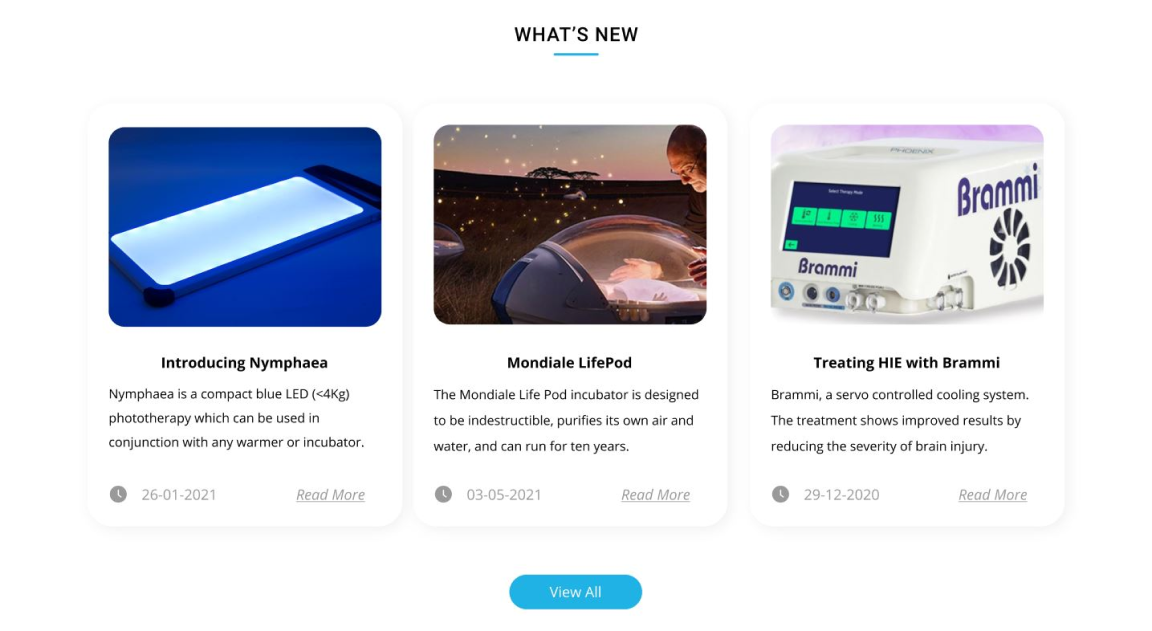 WHAT'S NEW
PHOENIX
Select Therapy Mode
Brammi
Brammi
Introducing Nymphaea
Nymphaea is a compact blue LED (<4Kg)
phototherapy which can be used in
conjunction with any warmer or incubator.
26-01-2021
Read More
Mondiale LifePod
The Mondiale Life Pod incubator is designed
to be indestructible, purifies its own air and
water, and can run for ten years.
03-05-2021
Read More
Treating HIE with Brammi
Brammi, a servo controlled cooling system.
The treatment shows improved results by
reducing the severity of brain injury.
29-12-2020
Read More
View All